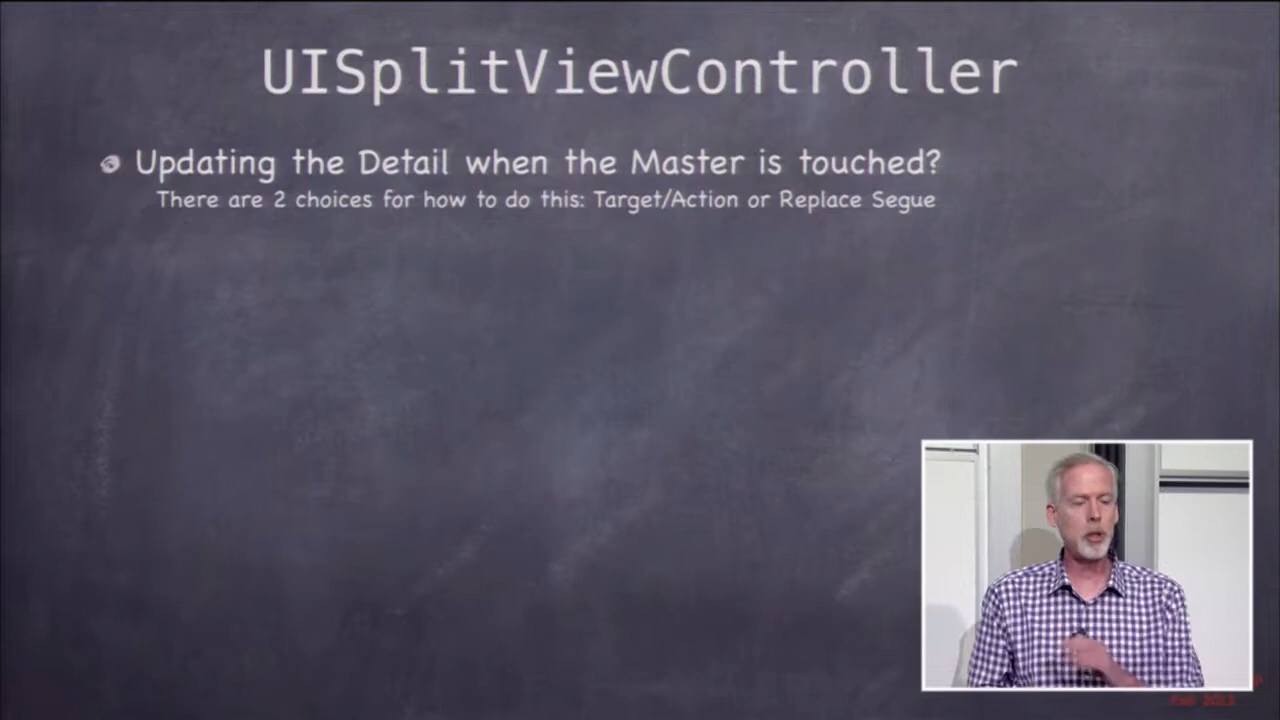 UISplitViewController
Updating the Detail when the Master is touched?
There are 2 choices for how to do this: Target/Action or Replace Segue